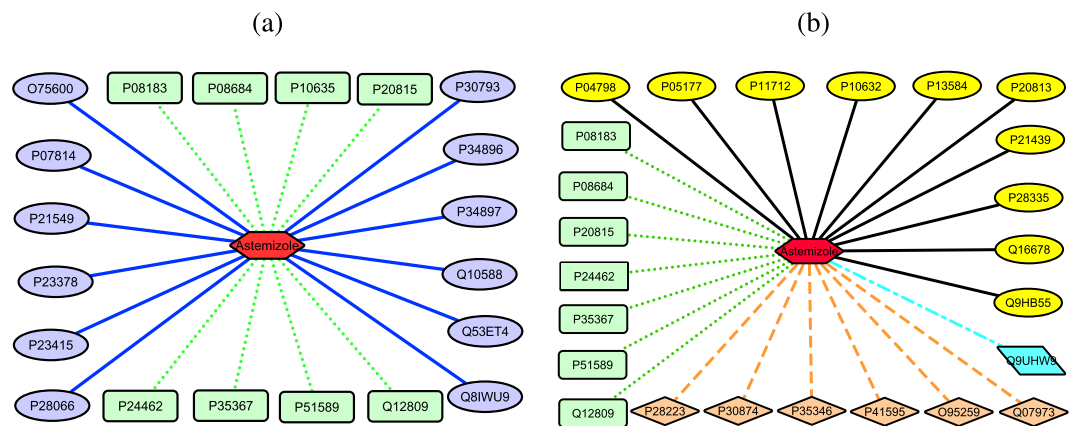 (a)
O75600
P08183
P08684
P10635
P20815
P30793
P07814
P34896
P21549
P34897
Astemizole
P23378
Q10588
P23415
Q53ET4
P28066
P24462
P35367
P51589
Q12809
Q8IWU9
(b)
P04798
P05177
P11712
P10632
P13584
P20813
P08183
P21439
P08684
P28335
P20815
Astemizole
Q16678
P24462
Q9HB55
P35367
P51589
Q9UHW9
Q12809
P28223
P30874
P35346
P41595
O95259
Q07973